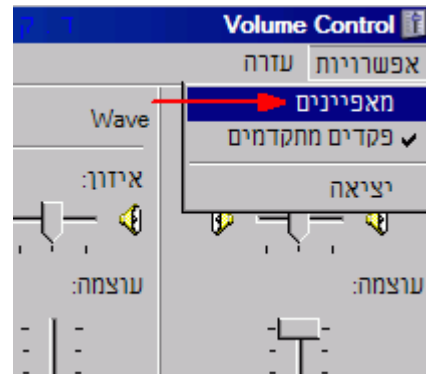 Volume Control
אפשרויות עזרה
מאפיינים
פקדים מתקדמים
יציאה
Wave
איזון:
עוצמה:
עוצמה: